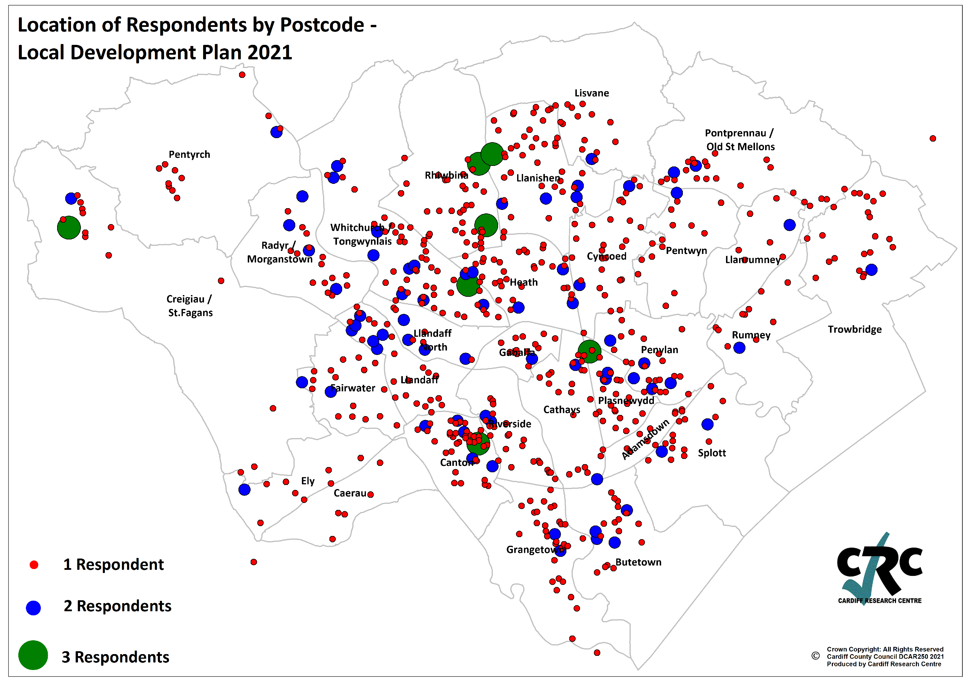 Location of Respondents by Postcode -
Local Development Plan 2021
Lisvane
Pontprennau /
Old St Mellons
Pentyrch
Rhiwbina
Llanishen
Whitchurch /
Tongwynlais
Radyr /
Morganstown
Cyncoed
Pentwyn
Llanrumney
Heath
Creigiau /
St.Fagans
Trowbridge
Rumney
Llandaff
North
Gabalfa
Penylan
Llandaff
Fairwater
Plasnewydd
Cathays
Riverside
Adamsdown
Splott
Canton
Ely
Caerau
Grangetown
Butetown
1 Respondent
2 Respondents
3 Respondents
CRC
CARDIFF RESEARCH CENTRE
© Crown Copyright: All Rights Reserved
Cardiff County Council DCAR250 2021
Produced by Cardiff Research Centre